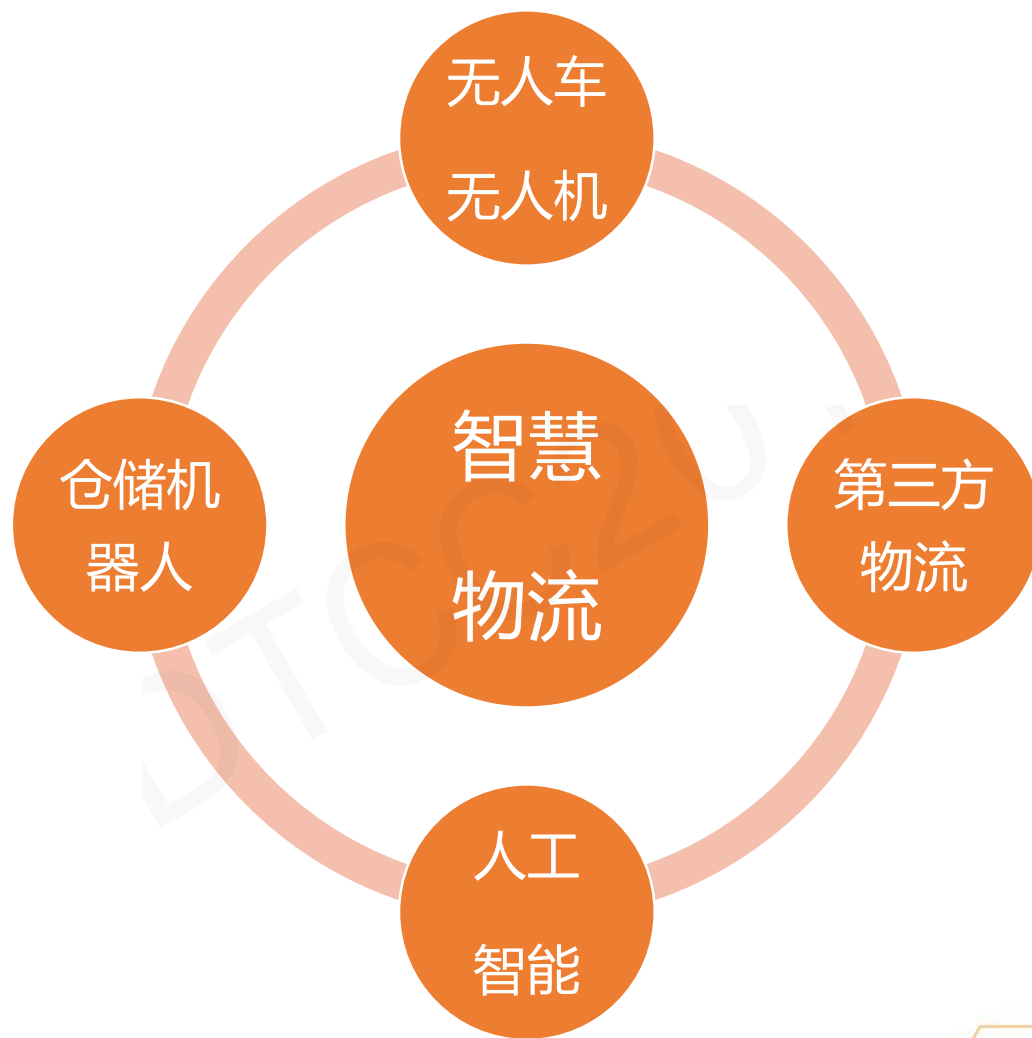 无人车
无人机
智慧
物流
仓储机
器人
第三方
物流
人工
智能